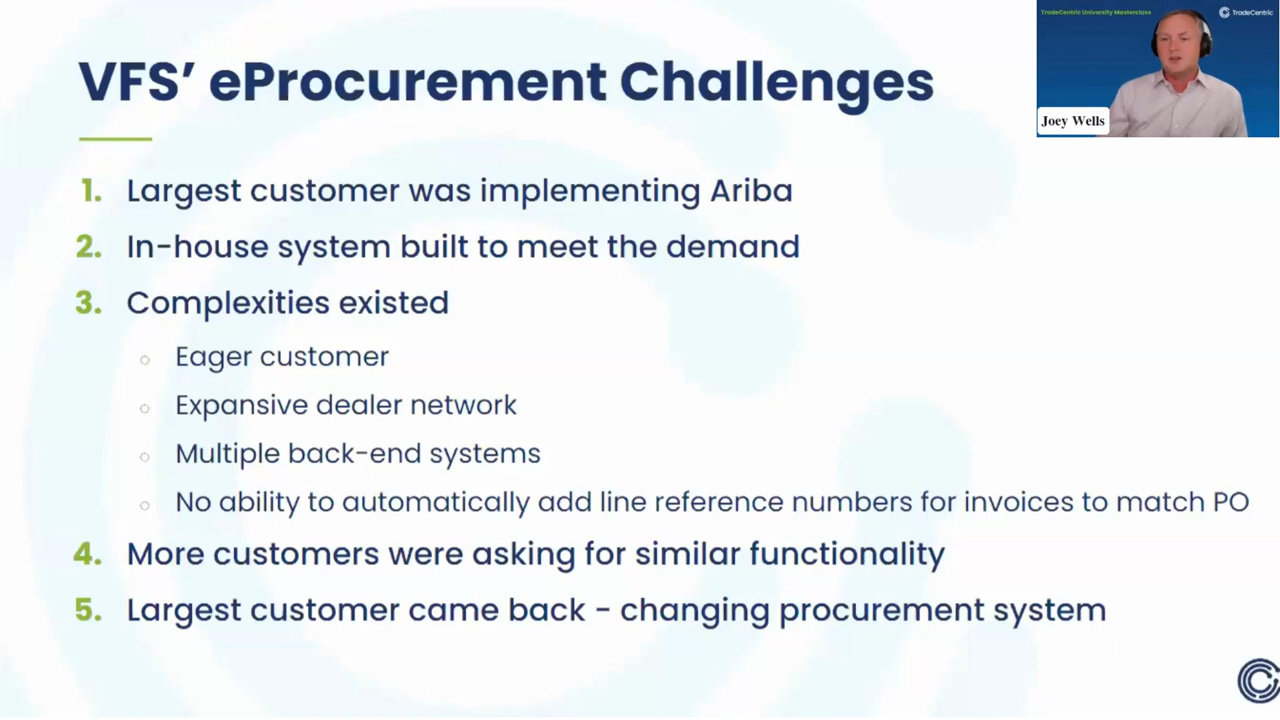 TradeCentric University Masterclass
TradeCentric
Joey Wells
VFS’ eProcurement Challenges
1. Largest customer was implementing Ariba
2. In-house system built to meet the demand
3. Complexities existed
Eager customer
Expansive dealer network
Multiple back-end systems
No ability to automatically add line reference numbers for invoices to match PO
4. More customers were asking for similar functionality
5. Largest customer came back - changing procurement system